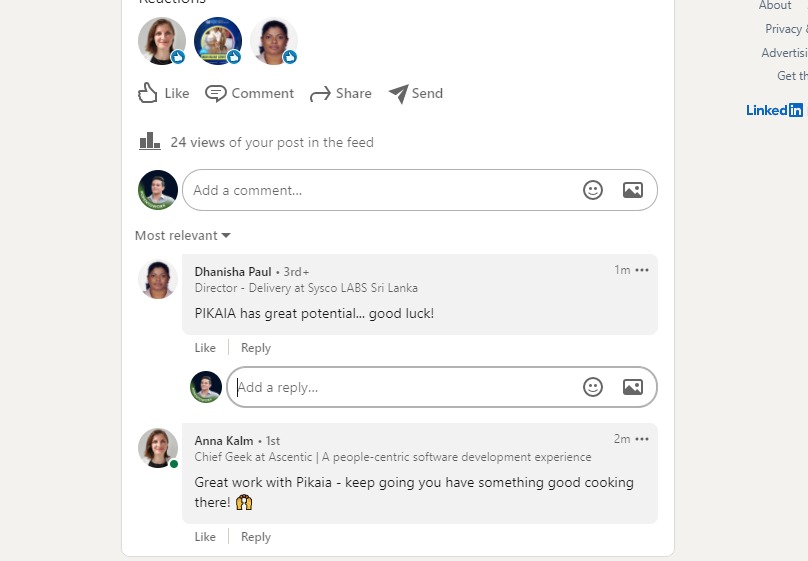 Reactions
Like Comment Share Send
24 views of your post in the feed
Add a comment...
Most relevant
Dhanisha Paul • 3rd+ 1m
Director - Delivery at Sysco LABS Sri Lanka
PIKAIA has great potential... good luck!
Like Reply
Add a reply...
Anna Kalm • 1st 2m
Chief Geek at Ascentic | A people-centric software development experience
Great work with Pikaia - keep going you have something good cooking
there! 🙌
Like Reply
About
Privacy &
Advertisi
Get th
LinkedIn